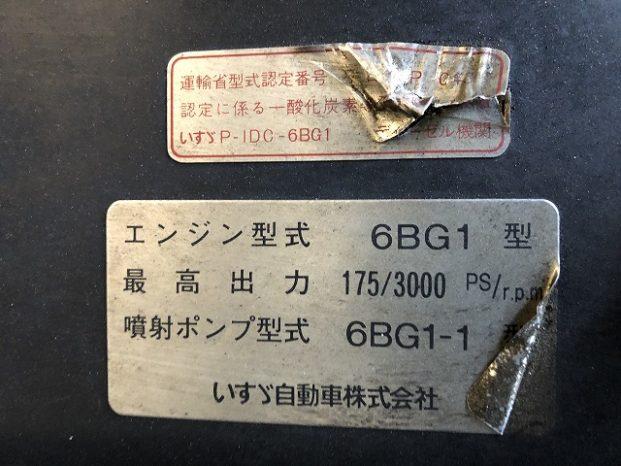 運輸省型式認定番号
認定に係る一酸化炭素
いすゞP-IDC-6BG1 ーゼル機関
エンジン型式 6BG1 型
最高出力 175/3000 PS/r.p.m
噴射ポンプ型式 6BG1-1
いすゞ自動車株式会社